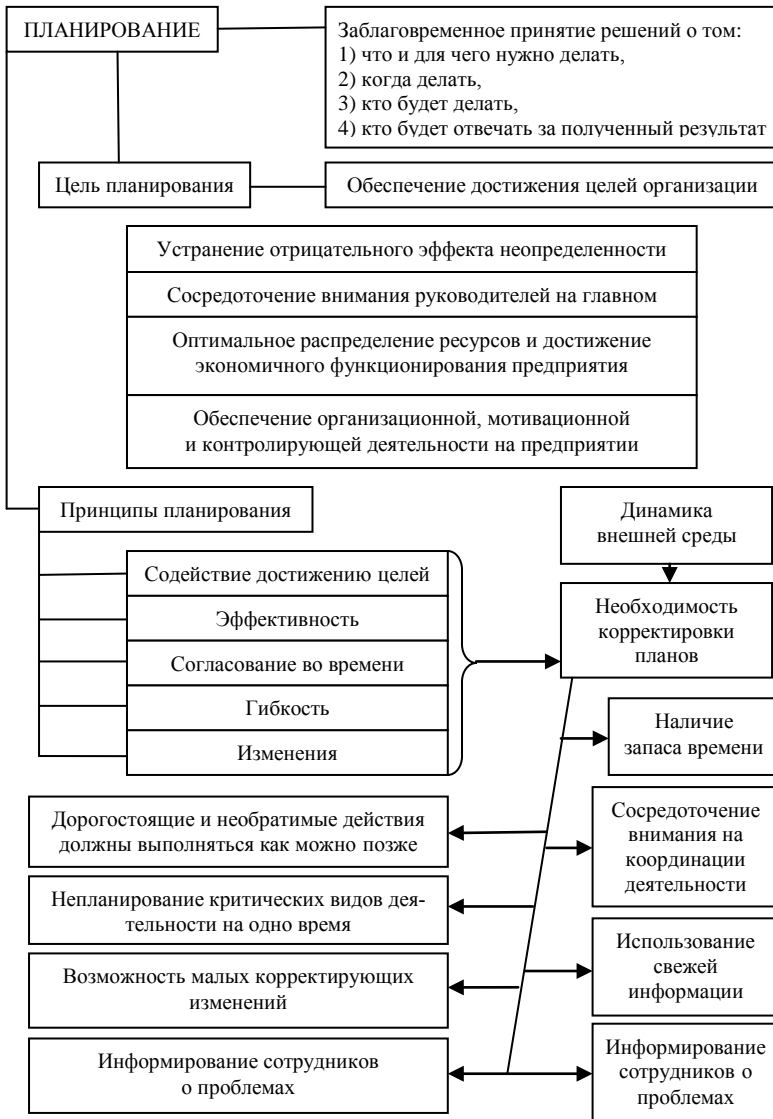 ПЛАНИРОВАНИЕ
Заблаговременное принятие решений о том:
1) что и для чего нужно делать,
2) когда делать,
3) кто будет делать,
4) кто будет отвечать за полученный результат
Цель планирования
Обеспечение достижения целей организации
Устранение отрицательного эффекта неопределенности
Сосредоточение внимания руководителей на главном
Оптимальное распределение ресурсов и достижение
экономичного функционирования предприятия
Обеспечение организационной, мотивационной
и контролирующей деятельности на предприятии
Принципы планирования
Динамика
внешней среды
Содействие достижению целей
Эффективность
Согласование во времени
Гибкость
Изменения
Необходимость
корректировки
планов
Наличие
запаса времени
Дорогостоящие и необратимые действия
должны выполняться как можно позже
Сосредоточение
внимания на
координации
деятельности
Непланирование критических видов дея-
тельности на одно время
Использование
свежей
информации
Возможность малых корректирующих
изменений
Информирование сотрудников
о проблемах
Информирование
сотрудников о
проблемах